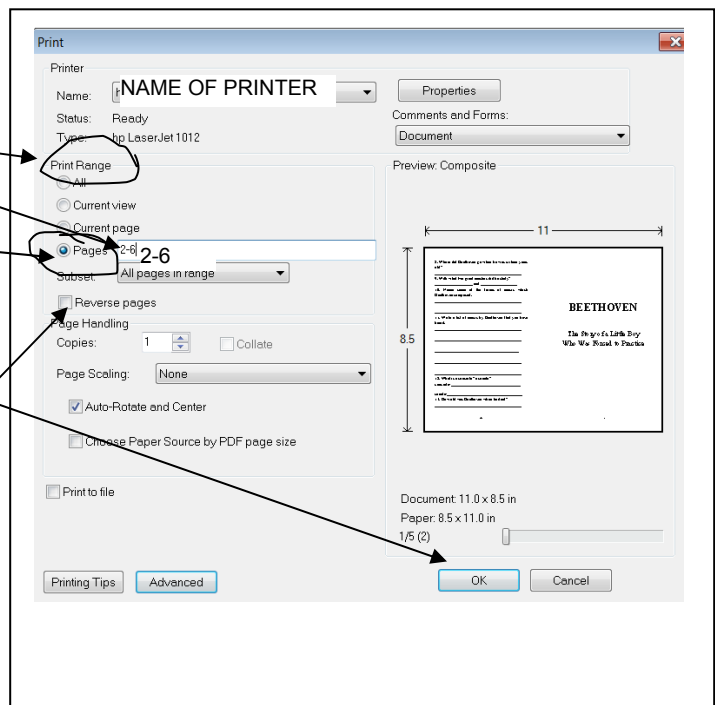 Print
Printer
Name: NAME OF PRINTER Properties
Status: Ready Comments and Forms:
Type: hp LaserJet 1012 Document
Print Range Preview: Composite
All
Current view
Current page
Pages 2-6 2-6
Subset: All pages in range
Reverse pages
Page Handling
Copies: 1 Collate
Page Scaling: None
Auto-Rotate and Center
Choose Paper Source by PDF page size
Print to file
11
8.5
BEETHOVEN
The Story of a Little Boy
Who Was Forced to Practice
Document: 11.0 x 8.5 in
Paper: 8.5 x 11.0 in
1/5 (2)
Printing Tips Advanced OK Cancel